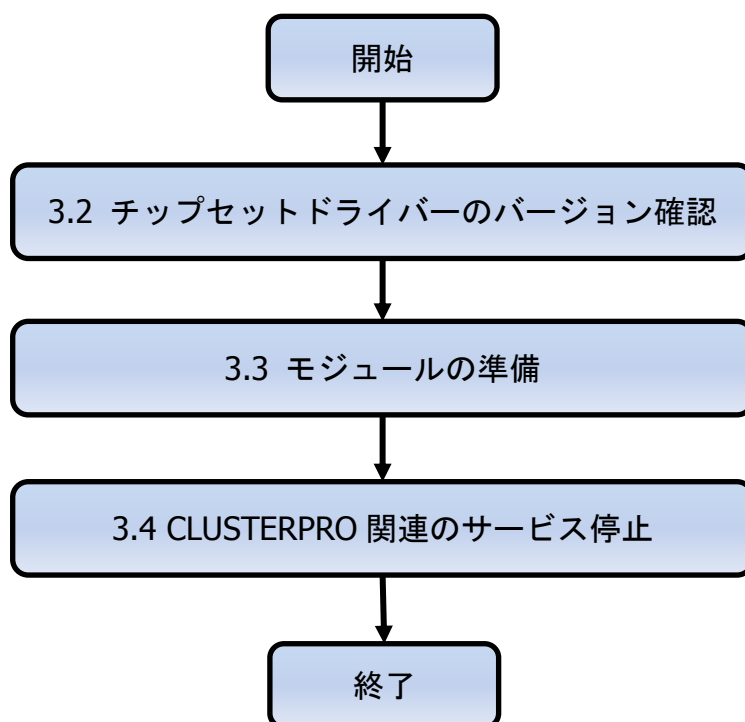 開始
3.2 チップセットドライバーのバージョン確認
3.3 モジュールの準備
3.4 CLUSTERPRO 関連のサービス停止
終了